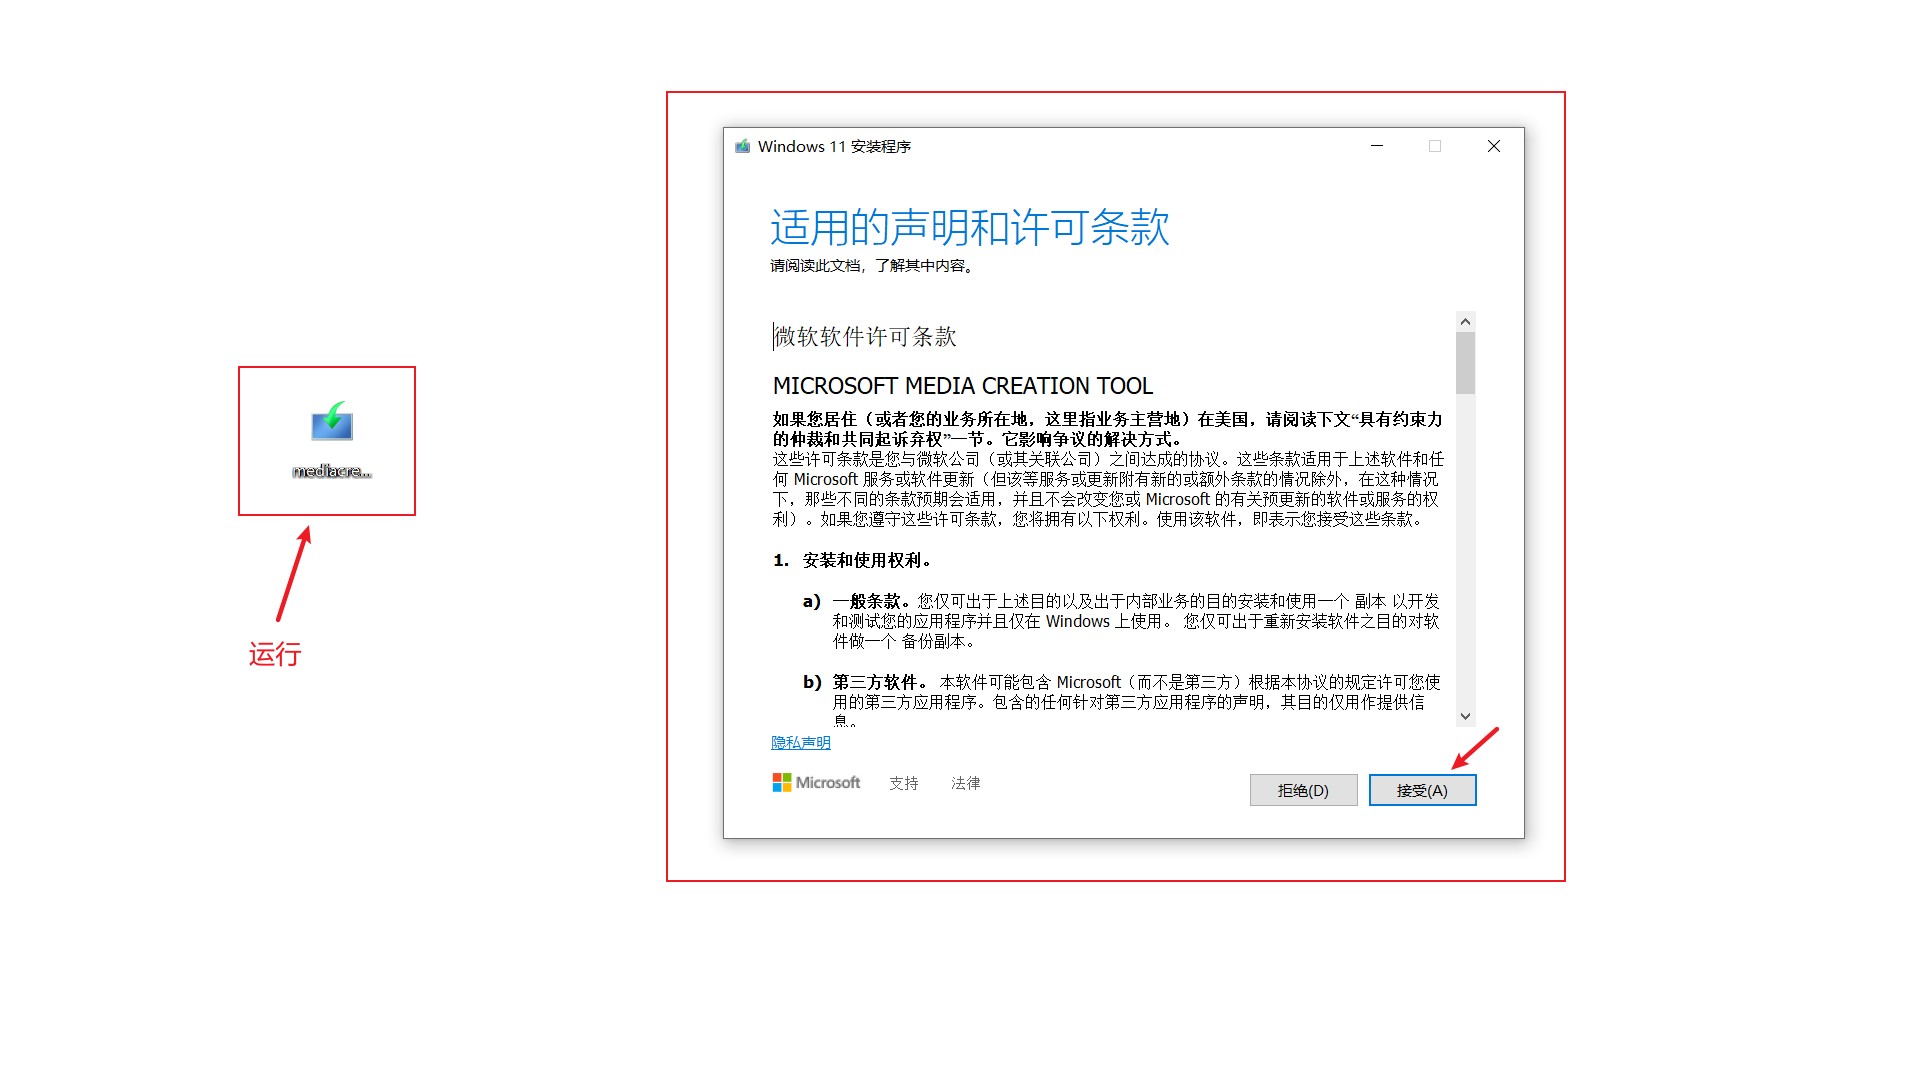 mediacre...
运行
Windows 11 安装程序
适用的声明和许可条款
请阅读此文档，了解其中内容。
微软软件许可条款
MICROSOFT MEDIA CREATION TOOL
如果您居住（或者您的业务所在地，这里指业务主营地）在美国，请阅读下文“具有约束力
的仲裁和共同起诉弃权”一节。它影响争议的解决方式。
这些许可条款是您与微软公司（或其关联公司）之间达成的协议。这些条款适用于上述软件和任
何 Microsoft 服务或软件更新（但该等服务或更新附有新的或额外条款的情况除外，在这种情况
下，那些不同的条款预期会适用，并且不会改变您或 Microsoft 的有关预更新的软件或服务的权
利）。如果您遵守这些许可条款，您将拥有以下权利。使用该软件，即表示您接受这些条款。
1. 安装和使用权利。
a) 一般条款。您仅可出于上述目的以及出于内部业务的目的安装和使用一个 副本 以开发
和测试您的应用程序并且仅在 Windows 上使用。 您仅可出于重新安装软件之目的对软
件做一个 备份副本。
b) 第三方软件。 本软件可能包含 Microsoft（而不是第三方）根据本协议的规定许可您使
用的第三方应用程序。包含的任何针对第三方应用程序的声明，其目的仅用作提供信
息。
隐私声明
Microsoft 支持 法律
拒绝(D) 接受(A)